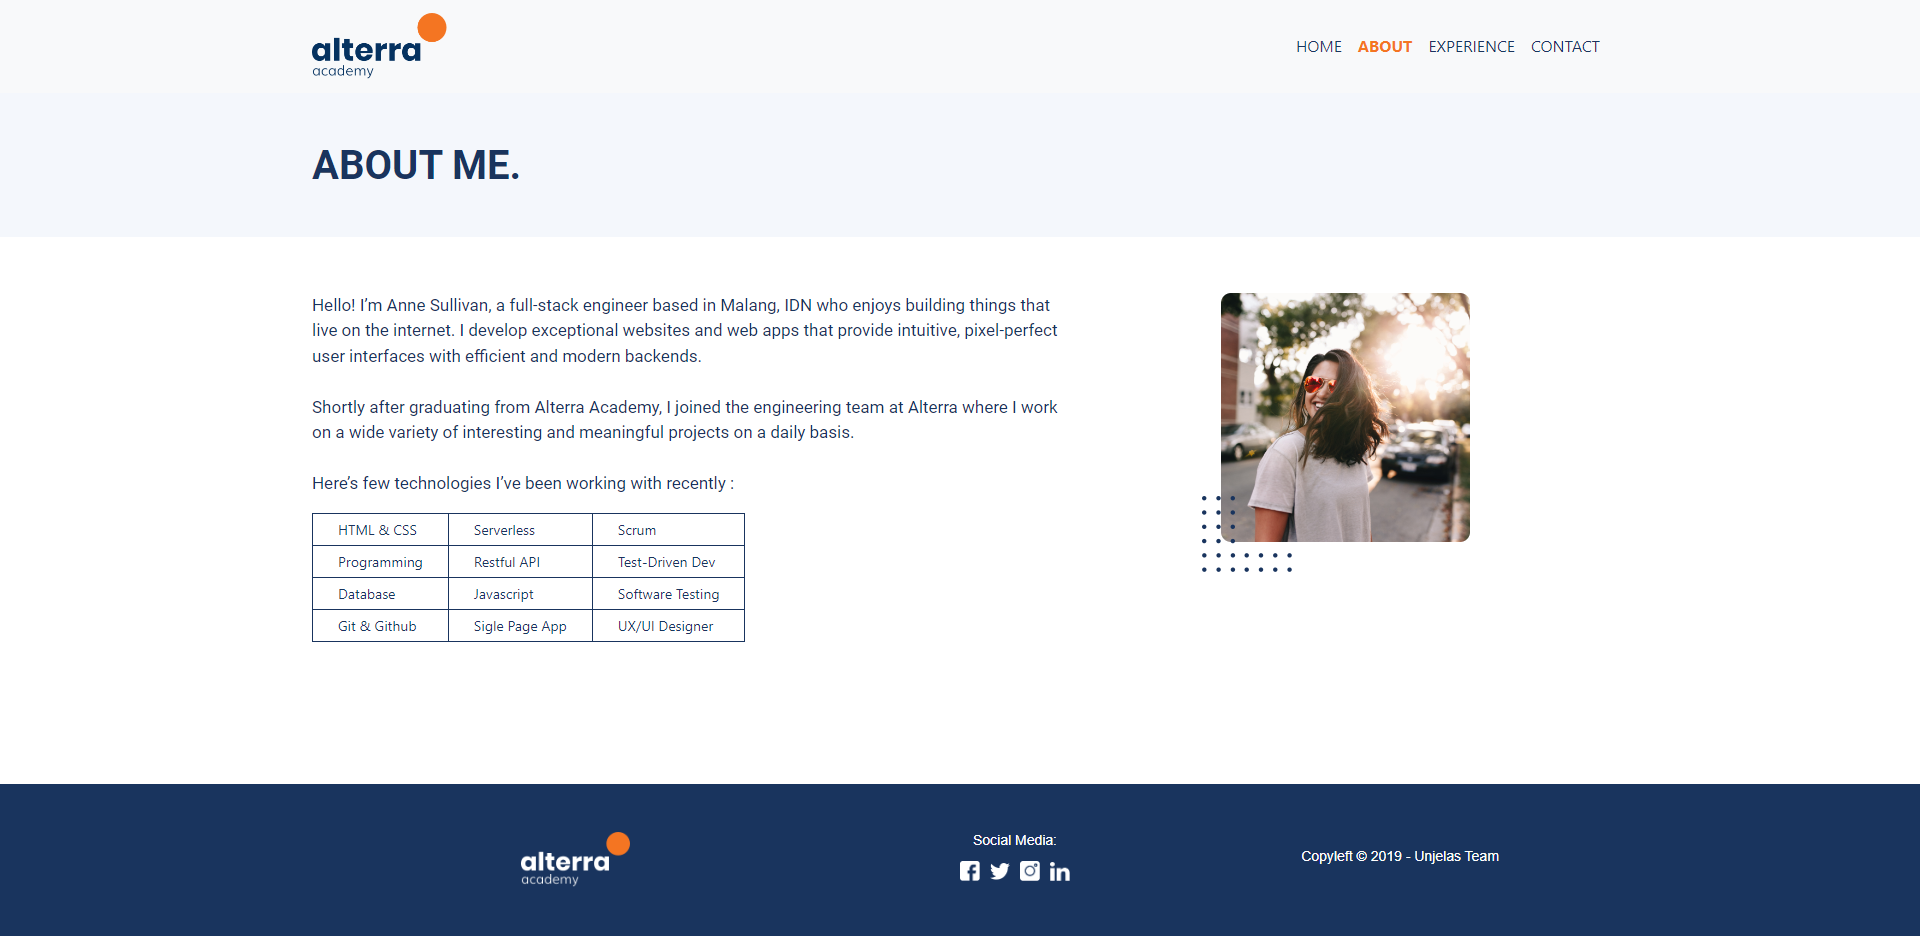 alterra
academy
HOME ABOUT EXPERIENCE CONTACT
ABOUT ME.
Hello! I’m Anne Sullivan, a full-stack engineer based in Malang, IDN who enjoys building things that
live on the internet. I develop exceptional websites and web apps that provide intuitive, pixel-perfect
user interfaces with efficient and modern backends.
Shortly after graduating from Alterra Academy, I joined the engineering team at Alterra where I work
on a wide variety of interesting and meaningful projects on a daily basis.
Here’s few technologies I’ve been working with recently :
HTML & CSS Serverless Scrum
Programming Restful API Test-Driven Dev
Database Javascript Software Testing
Git & Github Sigle Page App UX/UI Designer
alterra
academy
Social Media:
Copyleft © 2019 - Unjelas Team